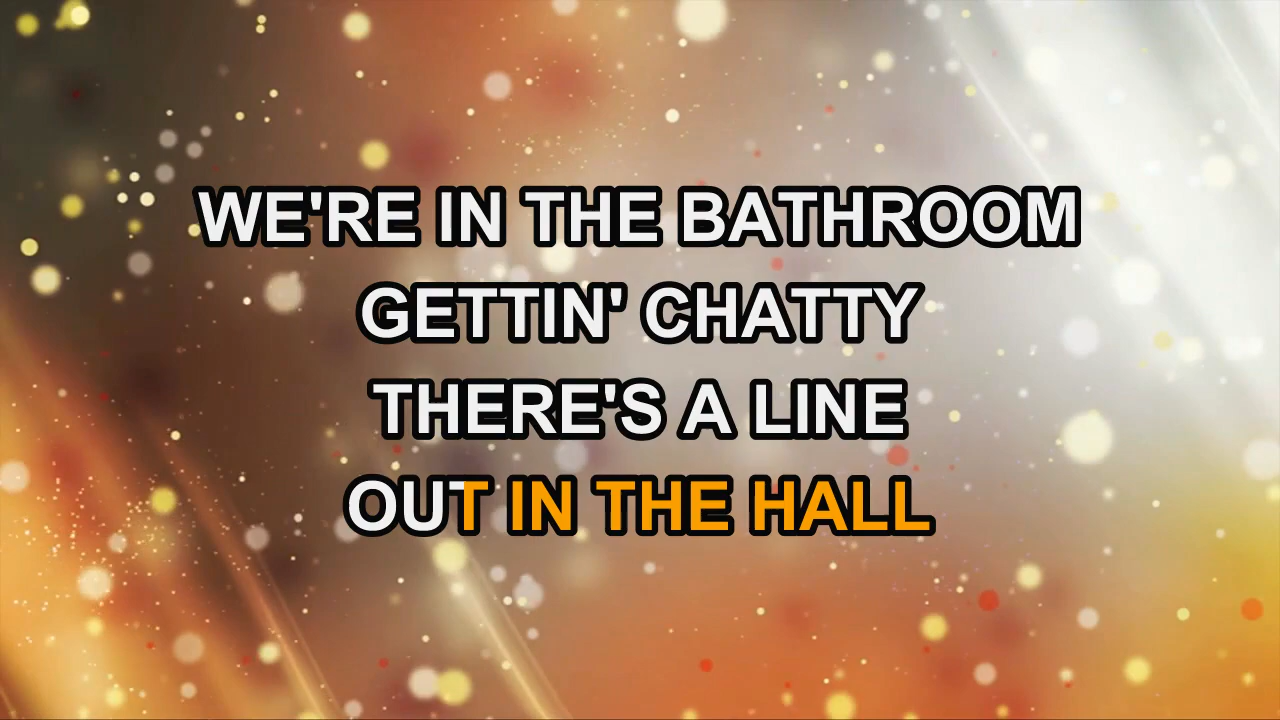 WE'RE IN THE BATHROOM
GETTIN' CHATTY
THERE'S A LINE
OUT IN THE HALL